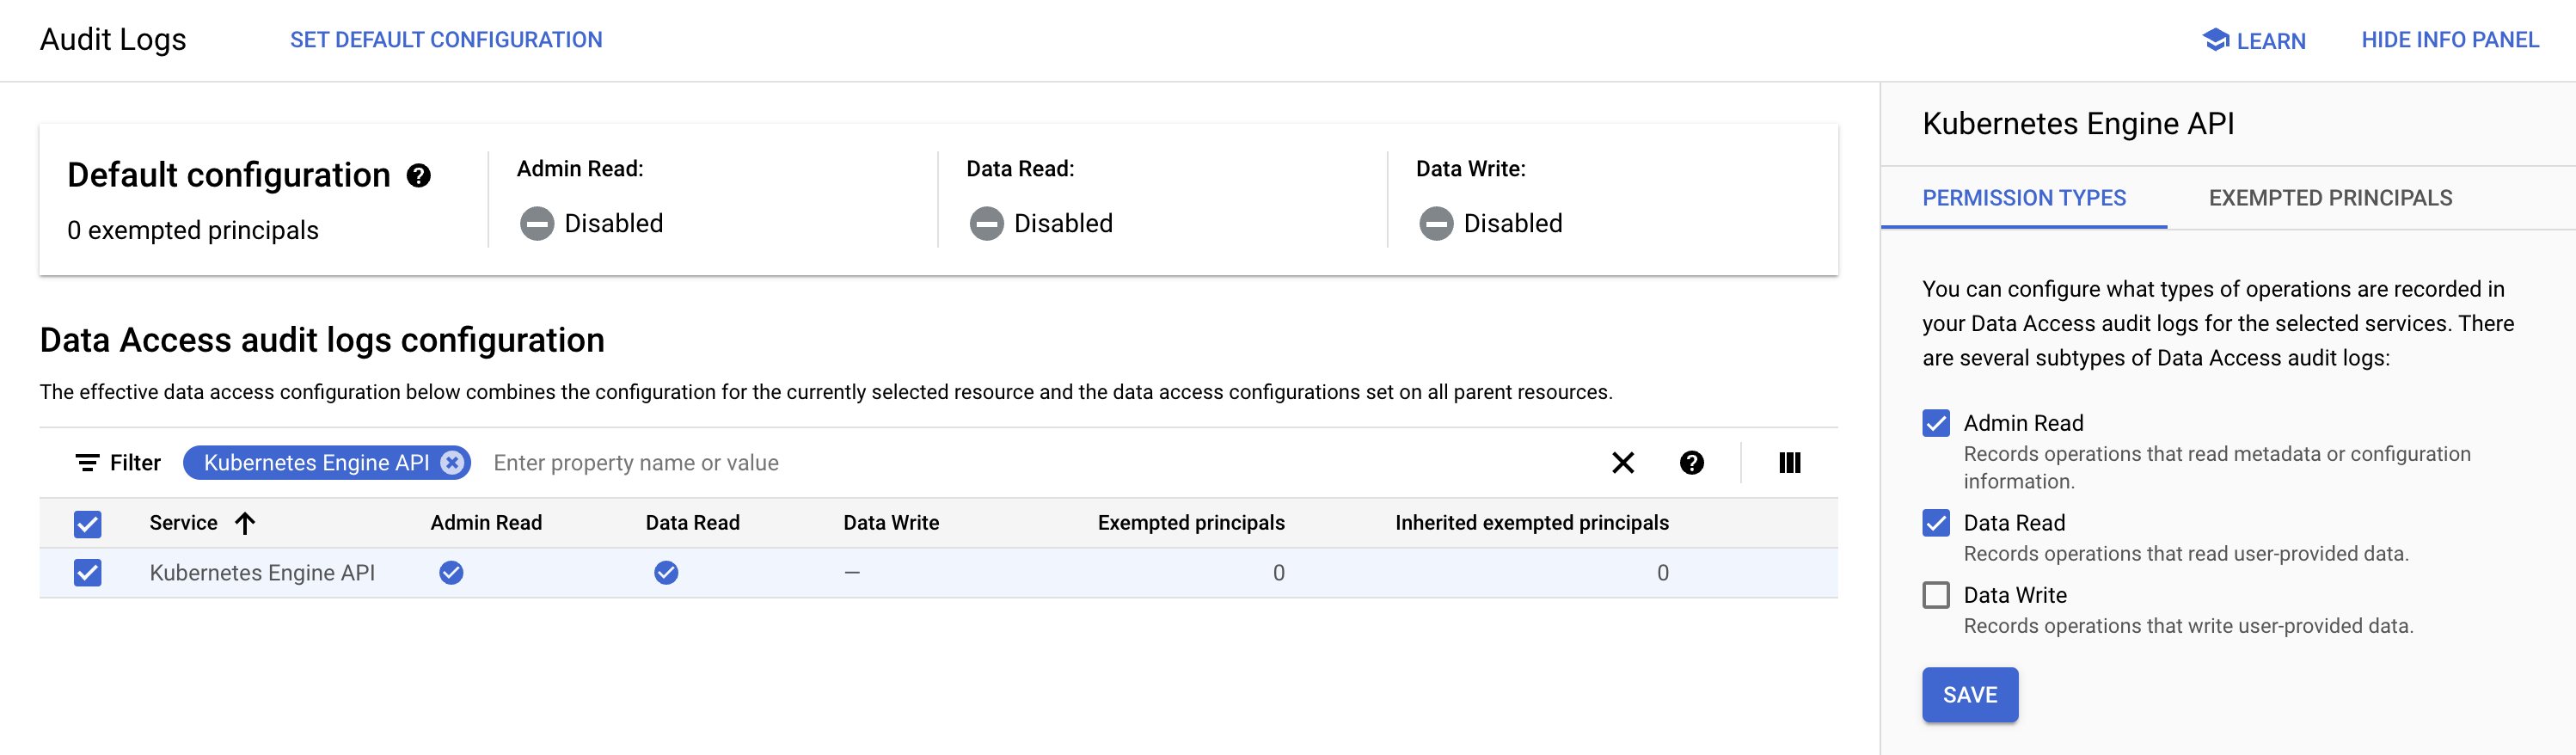 Audit Logs
SET DEFAULT CONFIGURATION
LEARN
HIDE INFO PANEL
Default configuration
0 exempted principals
Admin Read:
Disabled
Data Read:
Disabled
Data Write:
Disabled
Data Access audit logs configuration
The effective data access configuration below combines the configuration for the currently selected resource and the data access configurations set on all parent resources.
Filter Kubernetes Engine API Enter property name or value
Service Admin Read Data Read Data Write Exempted principals Inherited exempted principals
Kubernetes Engine API — 0 0
Kubernetes Engine API
PERMISSION TYPES EXEMPTED PRINCIPALS
You can configure what types of operations are recorded in
your Data Access audit logs for the selected services. There
are several subtypes of Data Access audit logs:
Admin Read
Records operations that read metadata or configuration
information.
Data Read
Records operations that read user-provided data.
Data Write
Records operations that write user-provided data.
SAVE